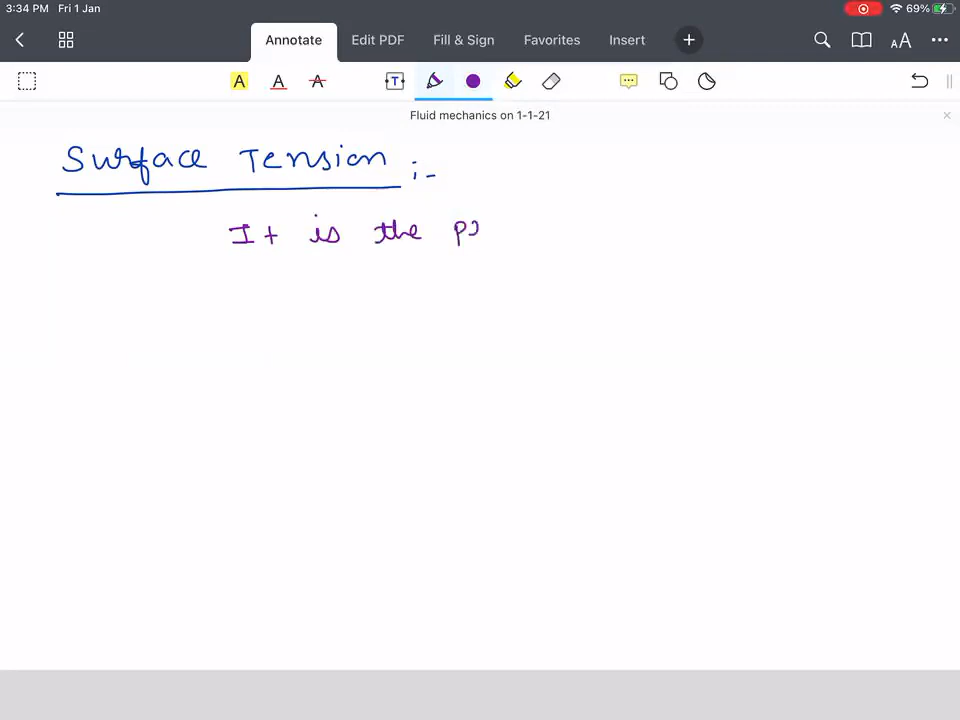 3:34 PM Fri 1 Jan 69%
Annotate Edit PDF Fill & Sign Favorites Insert
A A A T AA
Fluid mechanics on 1-1-21
Surface Tension :-
It is the